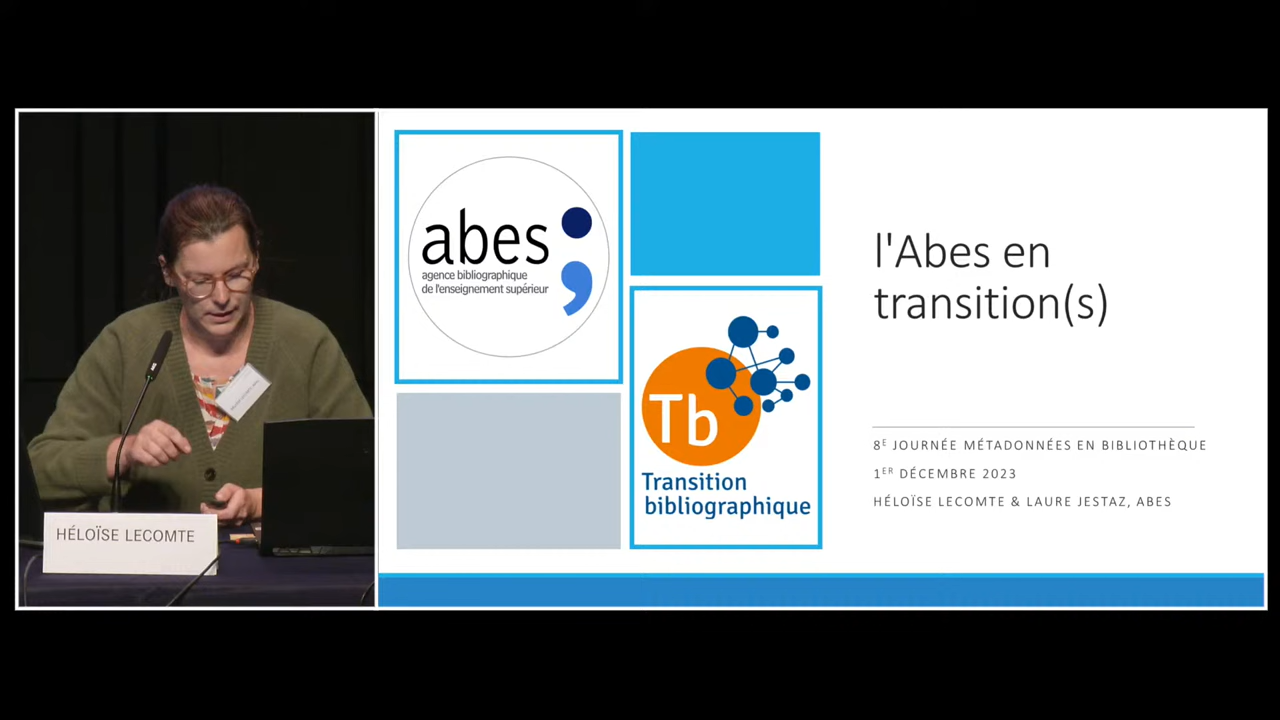 HÉLOÏSE LECOMTE
abes
agence bibliographique
de l'enseignement supérieur
Tb
Transition
bibliographique
l'Abes en
transition(s)
8E JOURNÉE MÉTADONNÉES EN BIBLIOTHÈQUE
1ER DÉCEMBRE 2023
HÉLOÏSE LECOMTE & LAURE JESTAZ, ABES